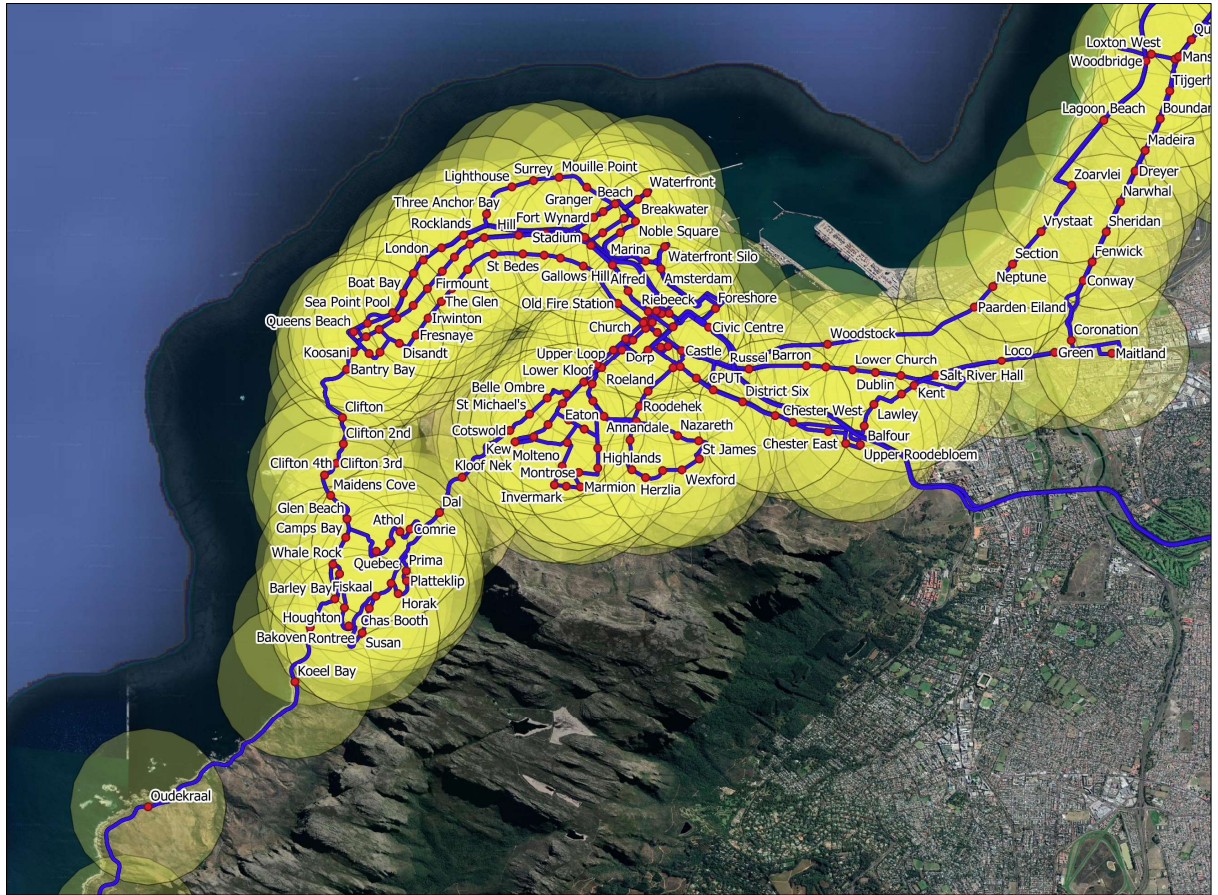 Qu
Loxton West
Woodbridge
Mans
Tijgerh
Lagoon Beach
Boundar
Madeira
Mouille Point
Surrey
Lighthouse
Zoarvlei
Dreyer
Waterfront
Beach
Narwhal
Granger
Three Anchor Bay
Breakwater
Fort Wynard
Rocklands
Hill
Vrystaat
Sheridan
Noble Square
Stadium
London
Marina
Fenwick
Section
Waterfront Silo
St Bedes
Gallows Hill
Alfred
Amsterdam
Neptune
Conway
Boat Bay
Firmount
Sea Point Pool
The Glen
Old Fire Station
Riebeeck
Foreshore
Paarden Eiland
Queens Beach
Irwinton
Church
Civic Centre
Woodstock
Coronation
Fresnaye
Koosani
Disandt
Upper Loop
Dorp
Castle
Russel
Barron
Lower Church
Loco
Green
Maitland
Bantry Bay
Lower Kloof
Salt River Hall
Belle Ombre
Roeland
CPUT
Dublin
Kent
District Six
St Michael's
Clifton
Eaton
Roodehek
Chester West
Lawley
Clifton 2nd
Cotswold
Annandale
Nazareth
Chester East
Balfour
Kew
Molteno
Highlands
St James
Upper Roodebloem
Clifton 4th
Clifton 3rd
Kloof Nek
Montrose
Maidens Cove
Invermark
Marmion
Herzlia
Wexford
Dal
Glen Beach
Athol
Camps Bay
Comrie
Whale Rock
Quebec
Prima
Barley Bay
Fiskaal
Platteklip
Horak
Houghton
Chas Booth
Bakoven
Rontree
Susan
Koeel Bay
Oudekraal